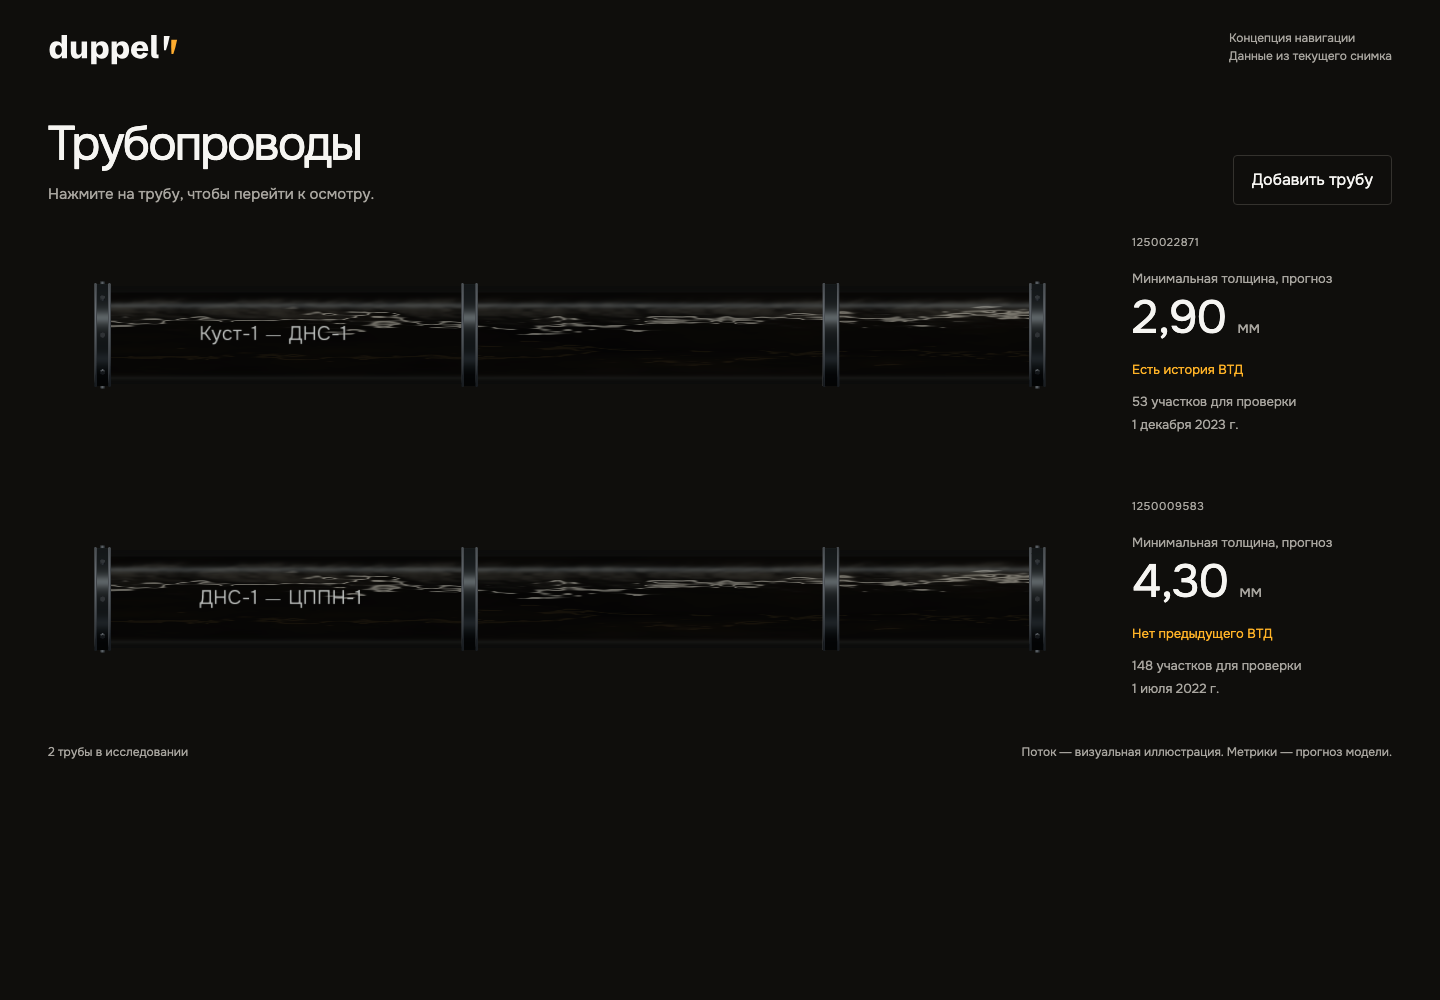 duppel
Концепция навигации
Данные из текущего снимка
Трубопроводы
Нажмите на трубу, чтобы перейти к осмотру.
Добавить трубу
1250022871
Куст-1 — ДНС-1
Минимальная толщина, прогноз
2,90 мм
Есть история ВТД
53 участков для проверки
1 декабря 2023 г.
1250009583
ДНС-1 — ЦППН-1
Минимальная толщина, прогноз
4,30 мм
Нет предыдущего ВТД
148 участков для проверки
1 июля 2022 г.
2 трубы в исследовании
Поток — визуальная иллюстрация. Метрики — прогноз модели.